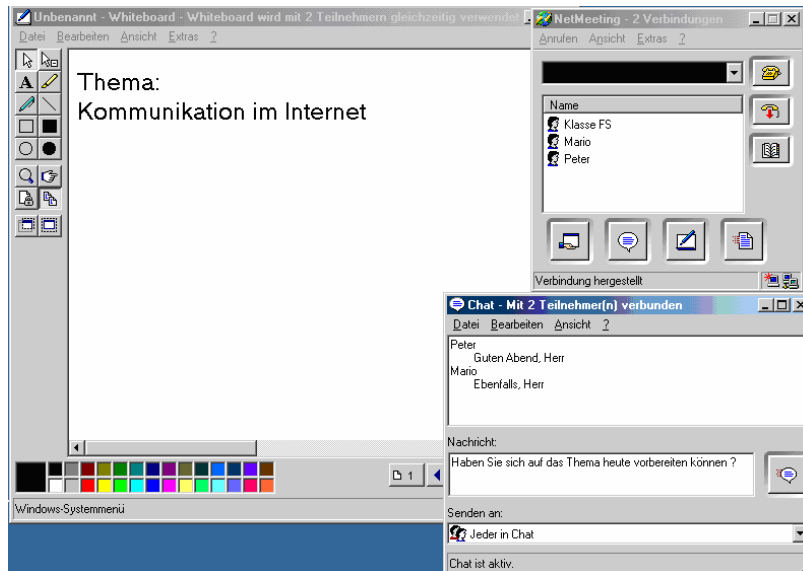 Unbenannt - Whiteboard - Whiteboard wird mit 2 Teilnehmern gleichzeitig verwendet
Datei Bearbeiten Ansicht Extras ?
A
Thema:
Kommunikation im Internet
1
Windows-Systemmenü
NetMeeting - 2 Verbindungen
Anrufen Ansicht Extras ?
Name
Klasse FS
Mario
Peter
Verbindung hergestellt
Chat - Mit 2 Teilnehmer(n) verbunden
Datei Bearbeiten Ansicht ?
Peter
Guten Abend, Herr
Mario
Ebenfalls, Herr
Nachricht:
Haben Sie sich auf das Thema heute vorbereiten können ?
Senden an:
Jeder in Chat
Chat ist aktiv.